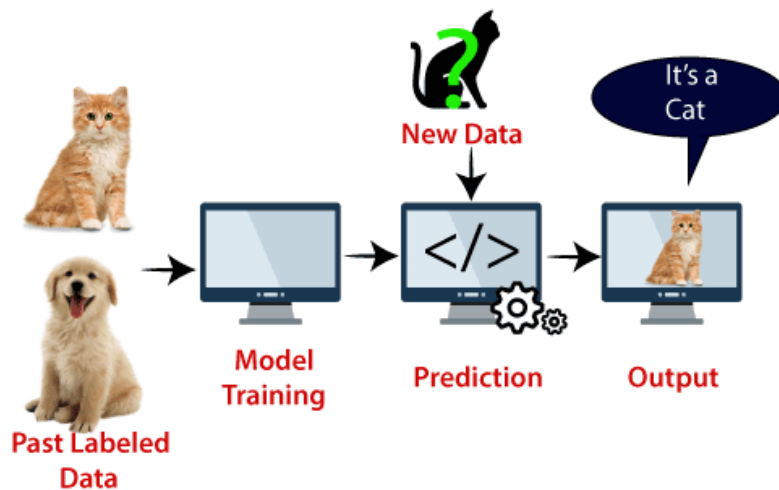 It's a
Cat
New Data
?
</>
Model
Training
Prediction
Output
Past Labeled
Data